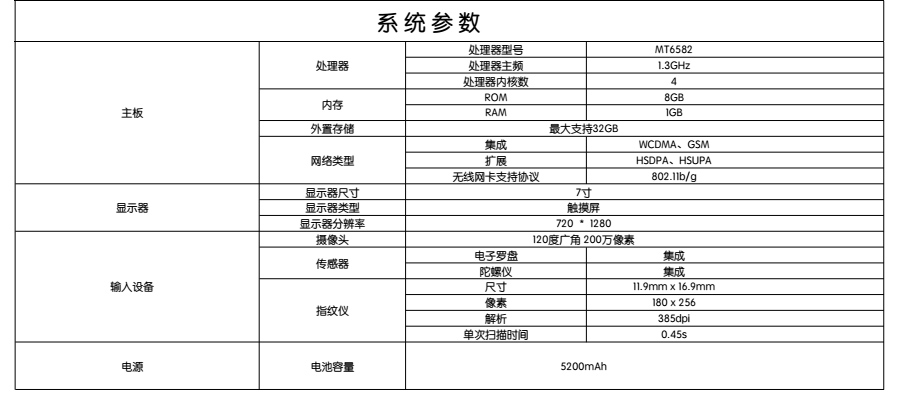 系统参数
主板 处理器 处理器型号 MT6582
处理器主频 1.3GHz
处理器内核数 4
内存 ROM 8GB
RAM 1GB
外置存储 最大支持32GB
网络类型 集成 WCDMA、GSM
扩展 HSDPA、HSUPA
无线网卡支持协议 802.11b/g
显示器 显示器尺寸 7寸
显示器类型 触摸屏
显示器分辨率 720 * 1280
输入设备 摄像头 120度广角 200万像素
传感器 电子罗盘 集成
陀螺仪 集成
指纹仪 尺寸 11.9mm x 16.9mm
像素 180 x 256
解析 385dpi
单次扫描时间 0.45s
电源 电池容量 5200mAh